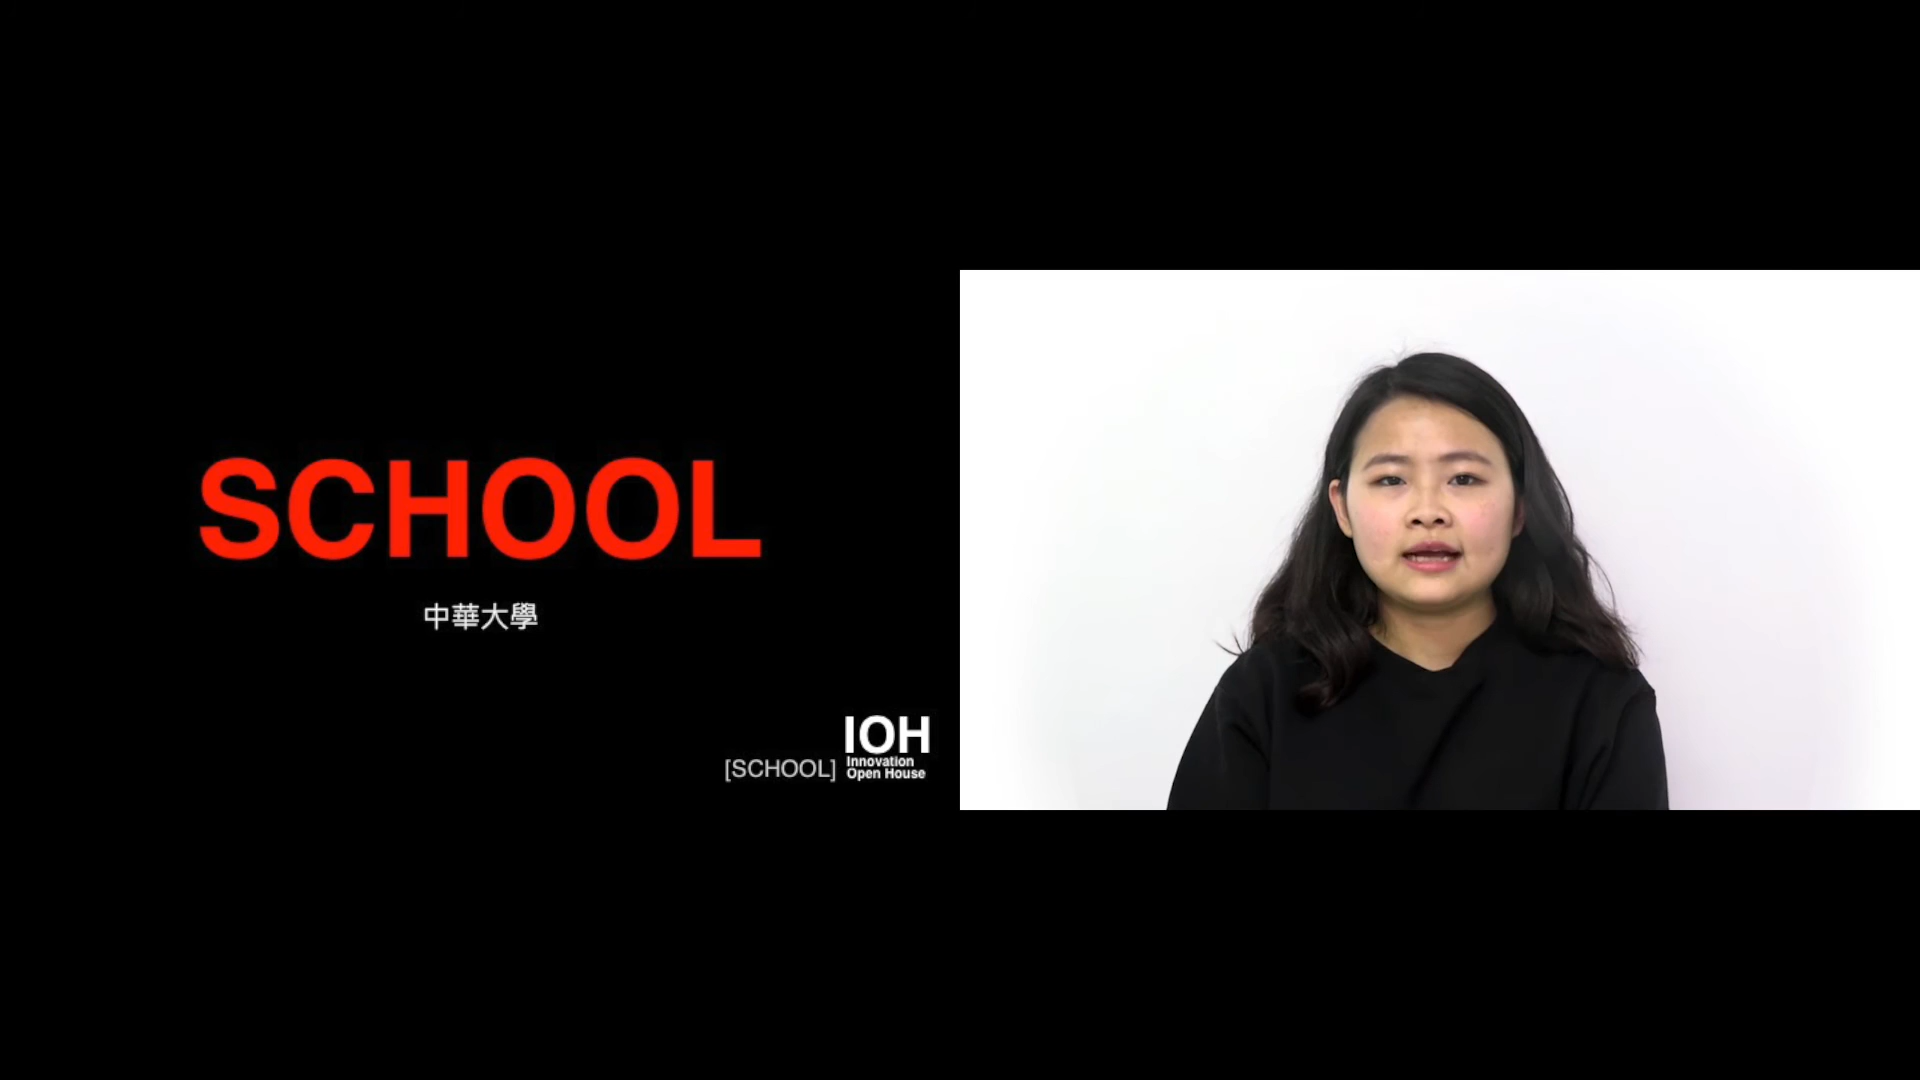 SCHOOL
中華大學
IOH
[SCHOOL] Innovation
Open House